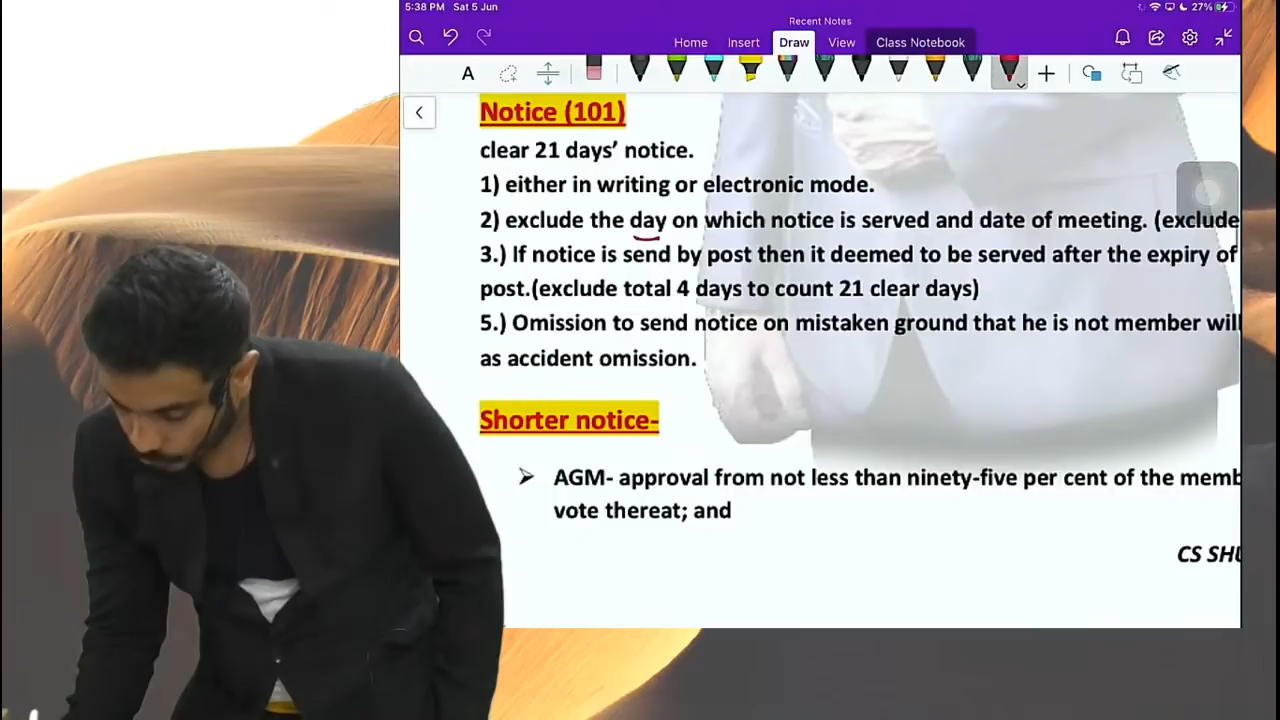 5:38 PM Sat 5 Jun
27%
Recent Notes
Home Insert Draw View Class Notebook
A
Notice (101)
clear 21 days’ notice.
1) either in writing or electronic mode.
2) exclude the day on which notice is served and date of meeting. (exclude
3.) If notice is send by post then it deemed to be served after the expiry of
post.(exclude total 4 days to count 21 clear days)
5.) Omission to send notice on mistaken ground that he is not member will
as accident omission.
Shorter notice-
➢ AGM- approval from not less than ninety-five per cent of the memb
vote thereat; and
CS SHU